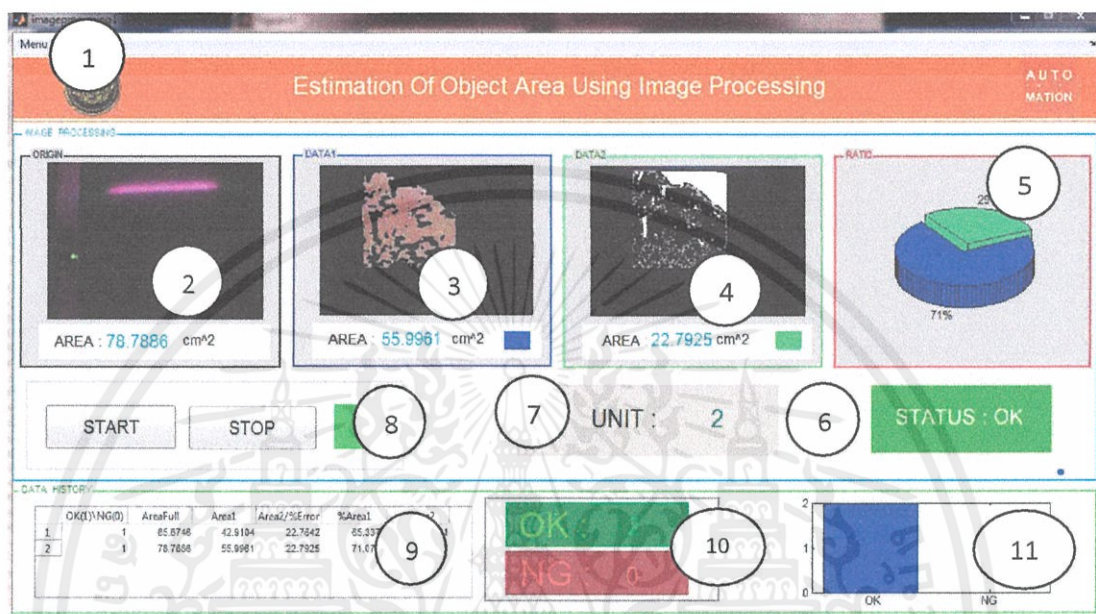 imageprocessing
Menu
1
Estimation Of Object Area Using Image Processing
AUTO
MATION
IMAGE PROCESSING
ORIGIN
DATA1
DATA2
RATIO
2
3
4
5
71%
AREA : 78.7886 cm^2
AREA : 55.9961 cm^2
AREA : 22.7925 cm^2
START
STOP
8
7
UNIT : 2
6
STATUS : OK
DATA HISTORY
OK(1)\NG(0) AreaFull Area1 Area2/%Error %Area1
1 1 65.6746 42.9104 22.7642
2 1 78.7886 55.9961 22.7925 71.07
9
OK :
NG : 0
10
2
1
0
OK NG
11